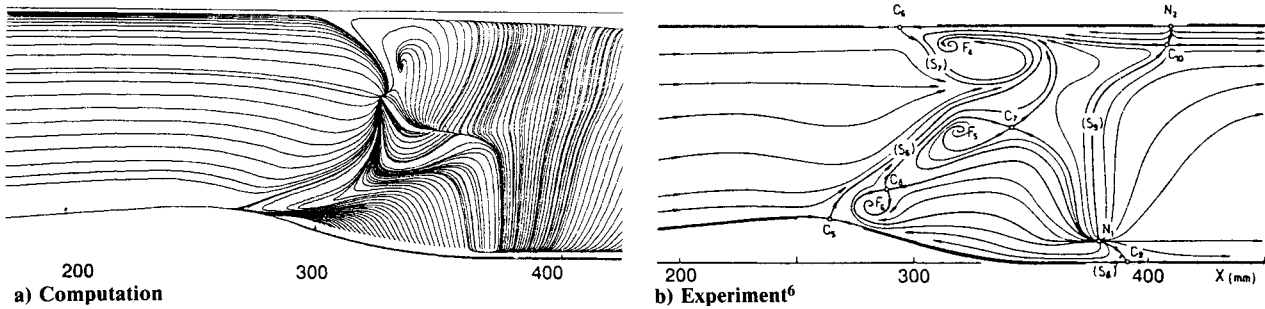 C₆
N₂
F₄
(S₇)
C₁₀
C₇
F₅
(S₉)
(S₆)
C₈
F₆
C₅
N₁
C₉
(S₈)
200
300
400
200
300
400
X (mm)
a) Computation
b) Experiment⁶